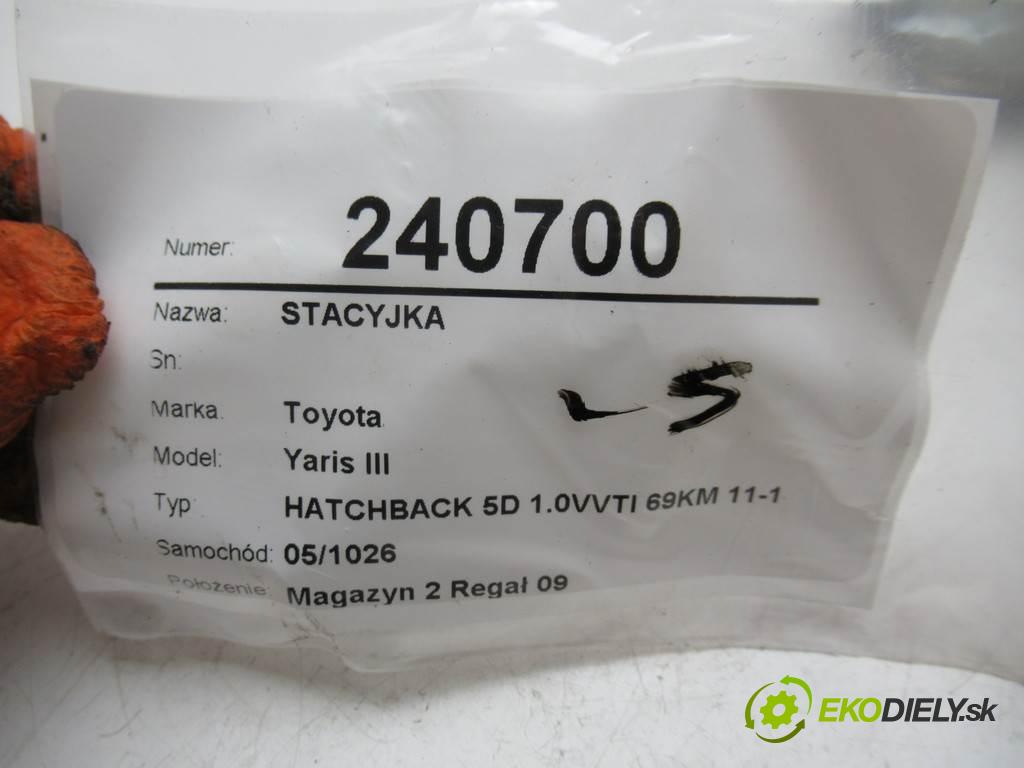 Numer: 240700
Nazwa: STACYJKA
Sn:
Marka: Toyota
Model: Yaris III
Typ: HATCHBACK 5D 1.0VVTI 69KM 11-1
Samochód: 05/1026
Położenie: Magazyn 2 Regał 09
EKODIELY.sk